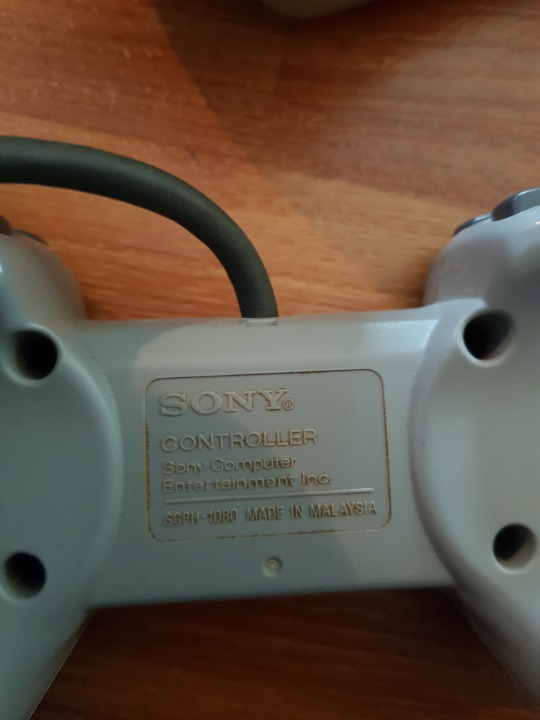 SONY®
CONTROLLER
Sony Computer
Entertainment Inc.
SCPH-1080 MADE IN MALAYSIA